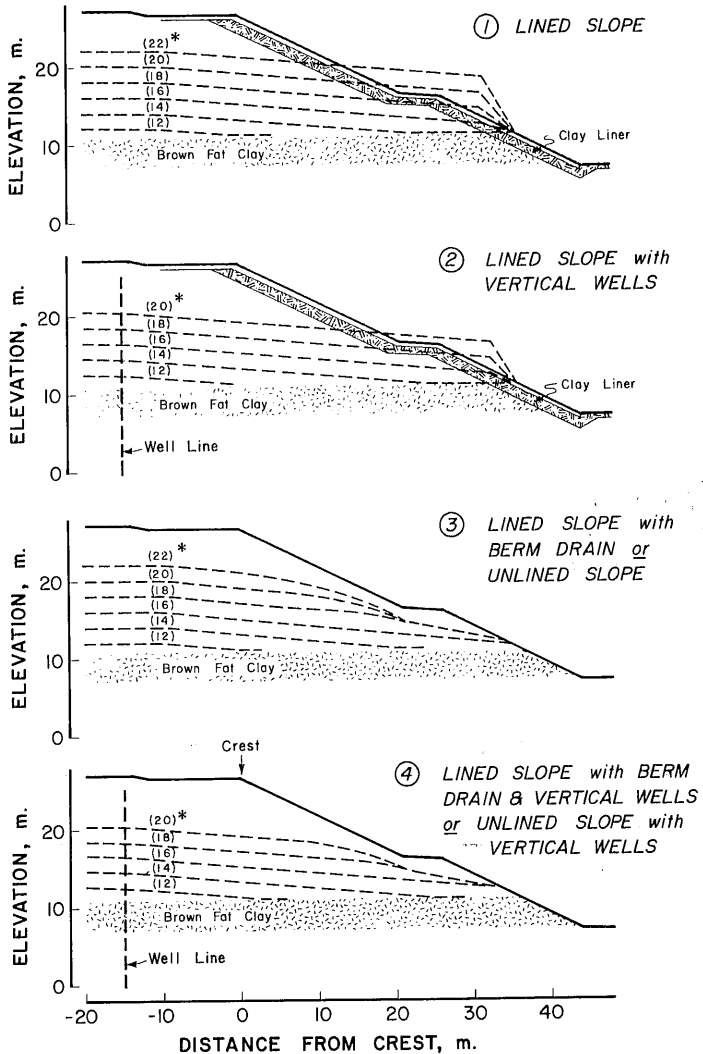 ① LINED SLOPE
(22)*
(20)
(18)
(16)
(14)
(12)
Brown Fat Clay
Clay Liner
ELEVATION, m.
20
10
0
② LINED SLOPE with
VERTICAL WELLS
(20)*
(18)
(16)
(14)
(12)
Brown Fat Clay
Clay Liner
Well Line
ELEVATION, m.
20
10
0
③ LINED SLOPE with
BERM DRAIN or
UNLINED SLOPE
(22)*
(20)
(18)
(16)
(14)
(12)
Brown Fat Clay
ELEVATION, m.
20
10
0
Crest
④ LINED SLOPE with BERM
DRAIN & VERTICAL WELLS
or UNLINED SLOPE with
VERTICAL WELLS
(20)*
(18)
(16)
(14)
(12)
Brown Fat Clay
Well Line
ELEVATION, m.
20
10
0
-20 -10 0 10 20 30 40
DISTANCE FROM CREST, m.